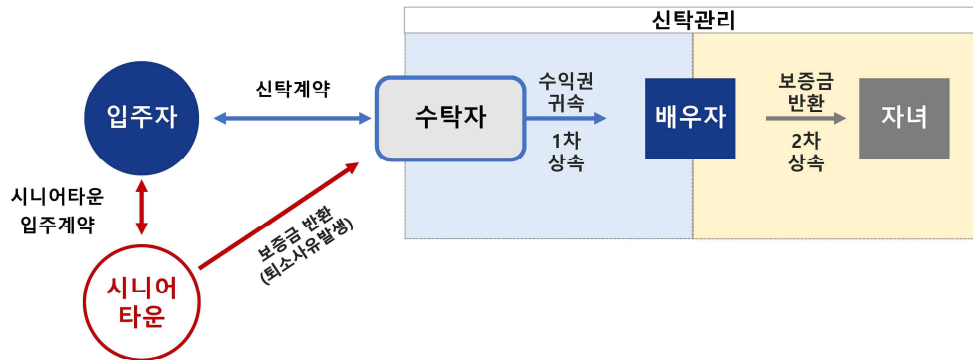 신탁관리
입주자
신탁계약
수탁자
수익권
귀속
1차
상속
배우자
보증금
반환
2차
상속
자녀
시니어타운
입주계약
보증금 반환
(퇴소사유발생)
시니어
타운